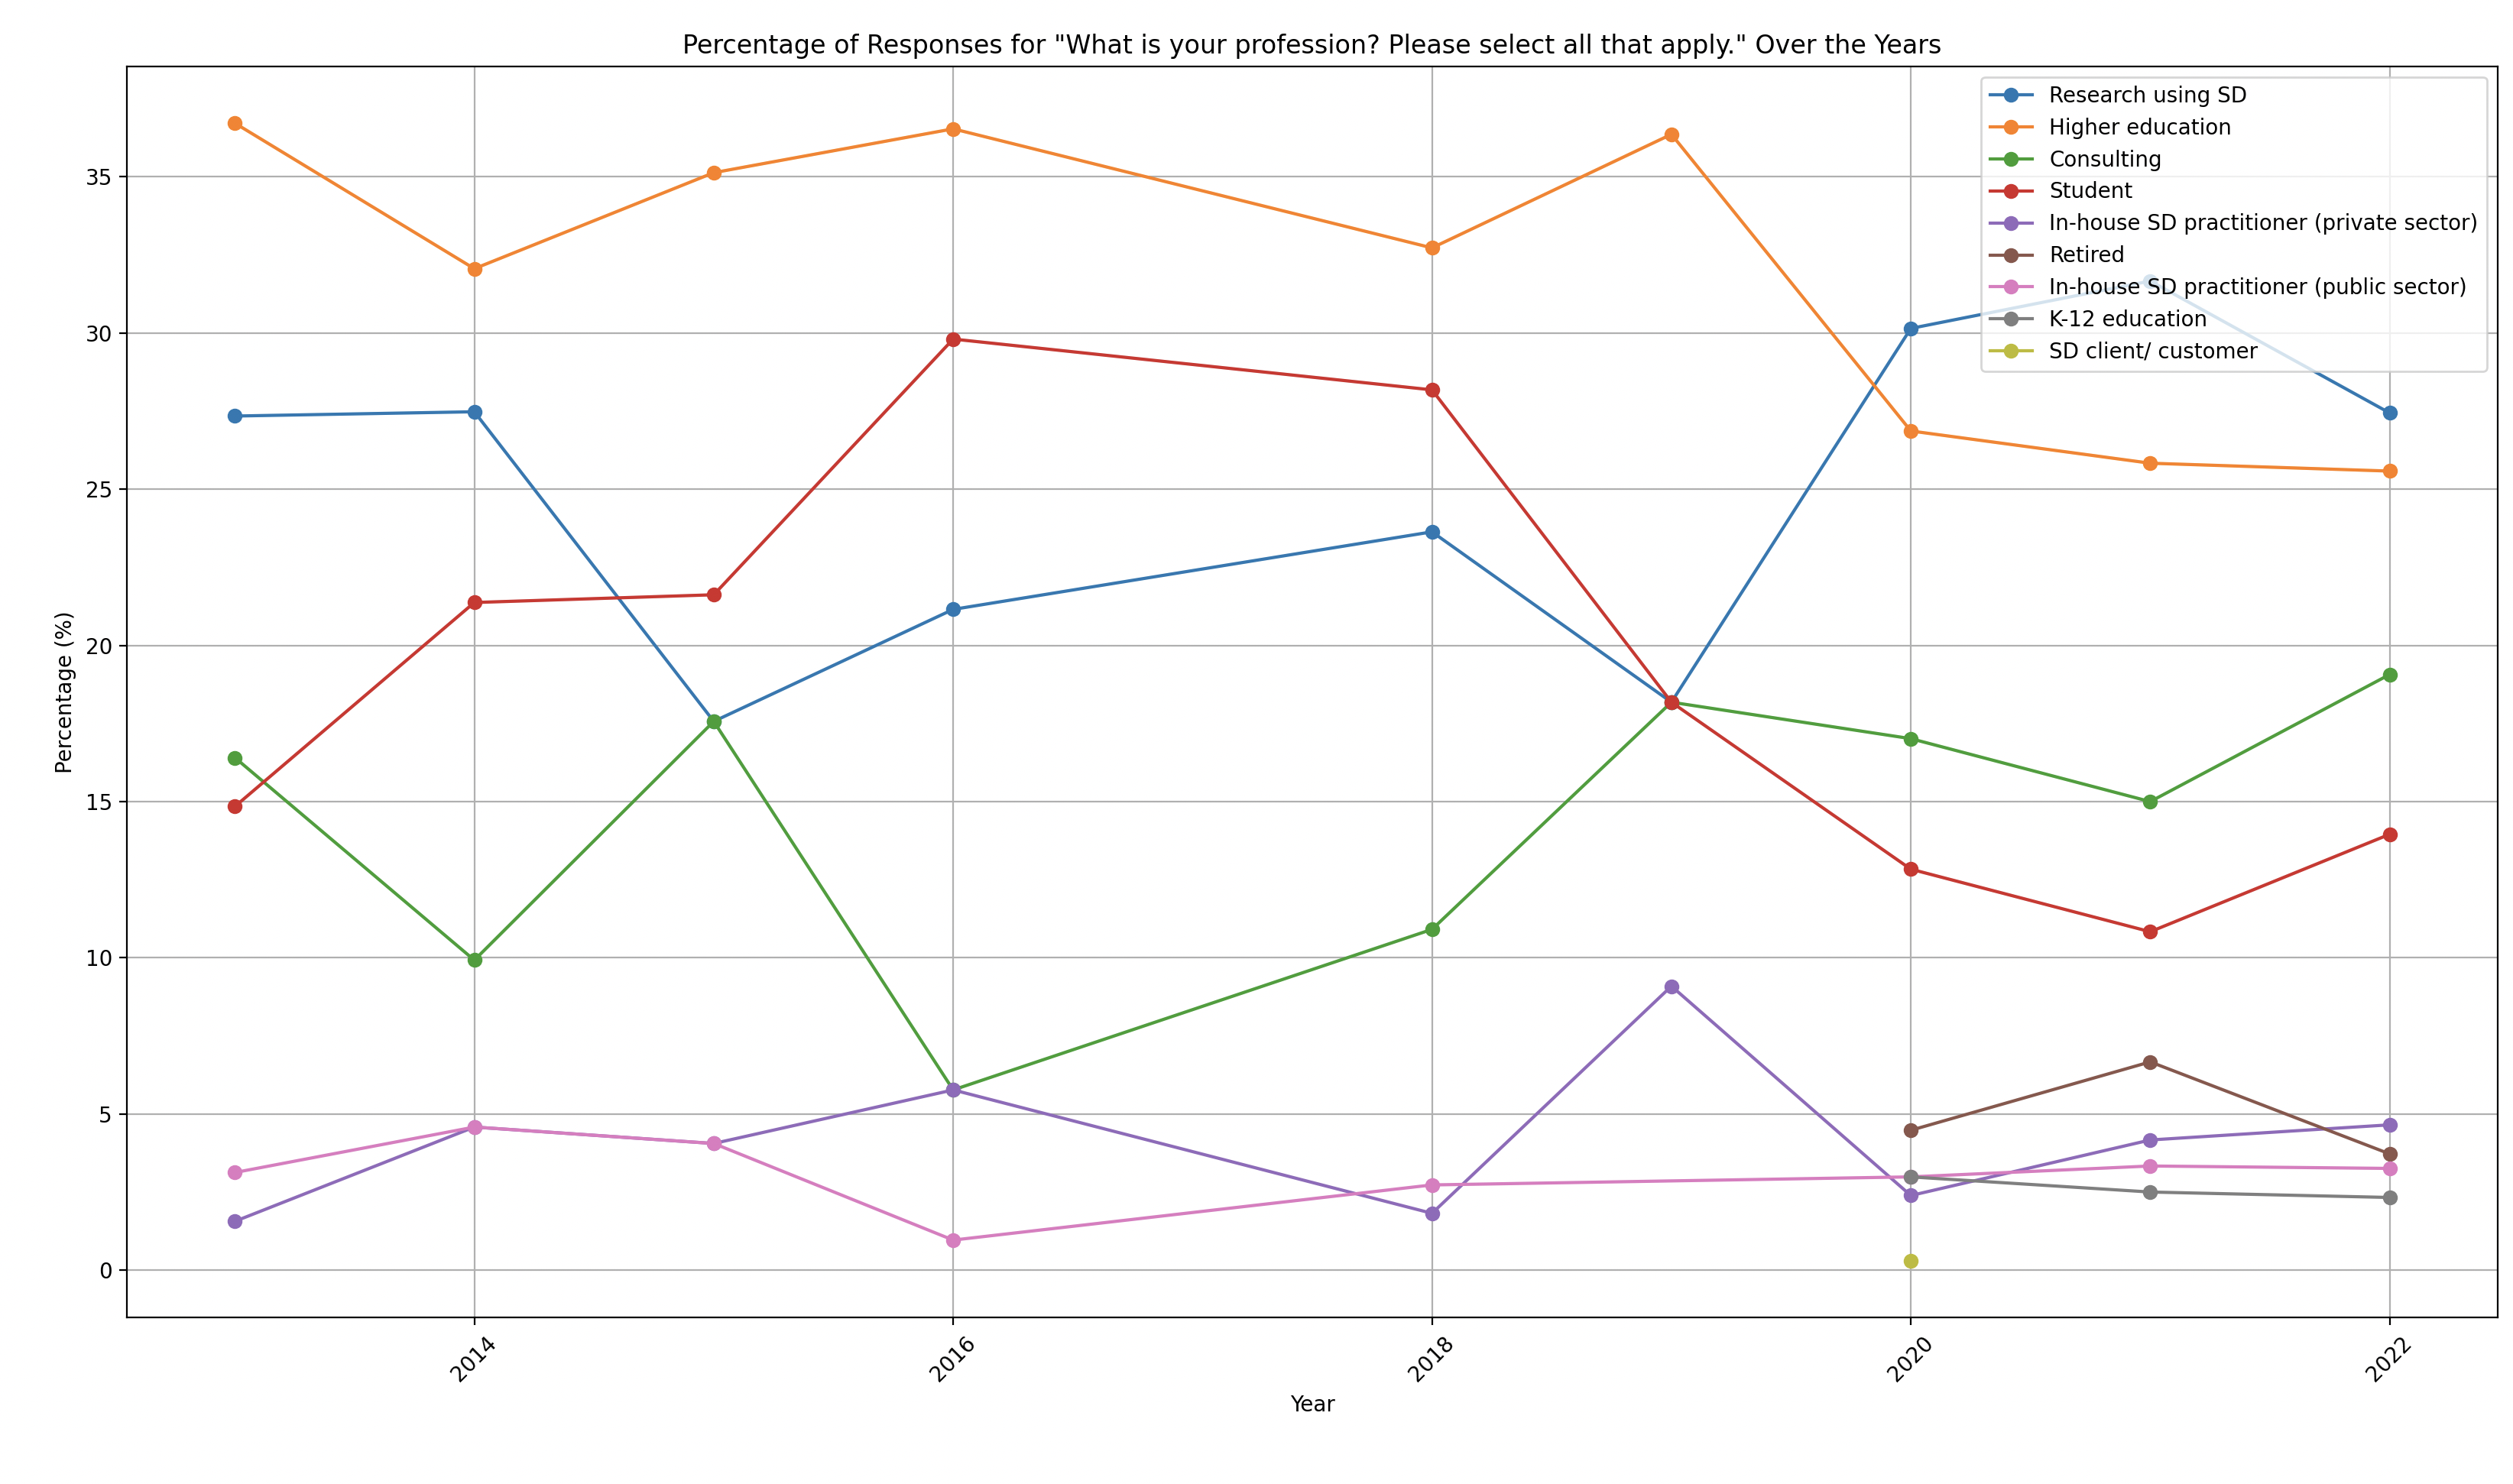 Percentage of Responses for "What is your profession? Please select all that apply." Over the Years
Research using SD
Higher education
Consulting
Student
In-house SD practitioner (private sector)
Retired
In-house SD practitioner (public sector)
K-12 education
SD client/ customer
Percentage (%)
35
30
25
20
15
10
5
0
2014
2016
2018
2020
2022
Year